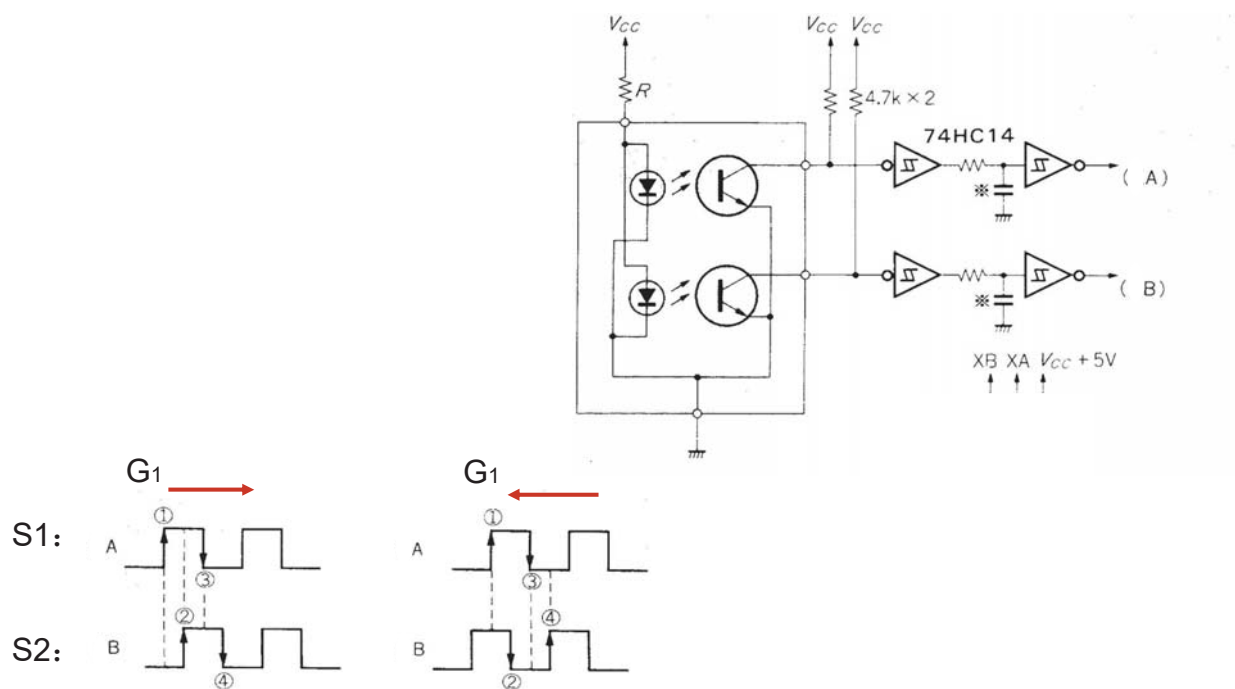 Vcc
Vcc Vcc
R
4.7k×2
74HC14
※
(A)
※
(B)
XB XA Vcc+5V
G1 G1
S1： A ① ③ A ① ③
② ④
S2： B ④ B ②